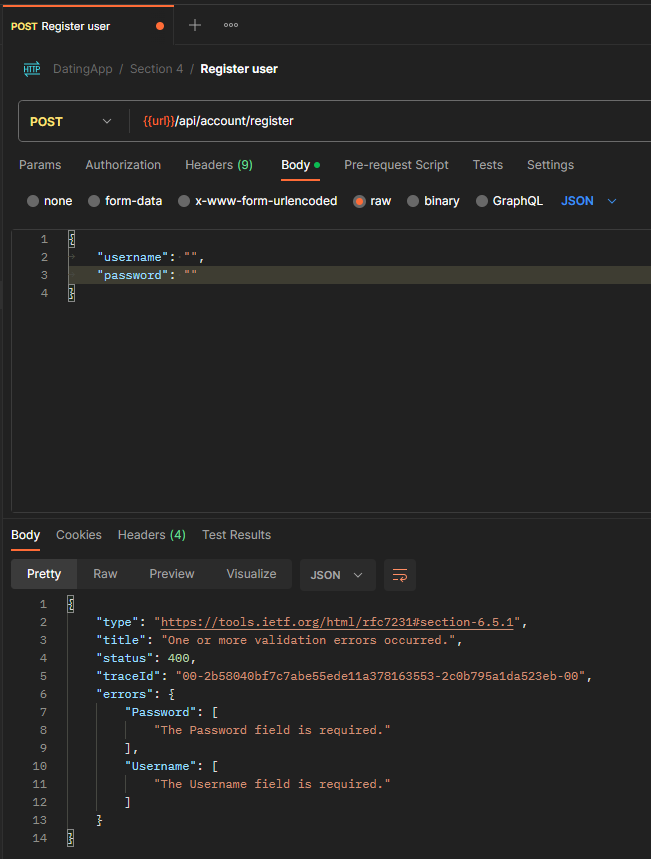 POST Register user
HTTP DatingApp / Section 4 / Register user
POST {{url}}/api/account/register
Params Authorization Headers (9) Body Pre-request Script Tests Settings
none form-data x-www-form-urlencoded raw binary GraphQL JSON
1 {
2 "username": "",
3 "password": ""
4 }
Body Cookies Headers (4) Test Results
Pretty Raw Preview Visualize JSON
1 {
2 "type": "https://tools.ietf.org/html/rfc7231#section-6.5.1",
3 "title": "One or more validation errors occurred.",
4 "status": 400,
5 "traceId": "00-2b58040bf7c7abe55ede11a378163553-2c0b795a1da523eb-00",
6 "errors": {
7 "Password": [
8 "The Password field is required."
9 ],
10 "Username": [
11 "The Username field is required."
12 ]
13 }
14 }